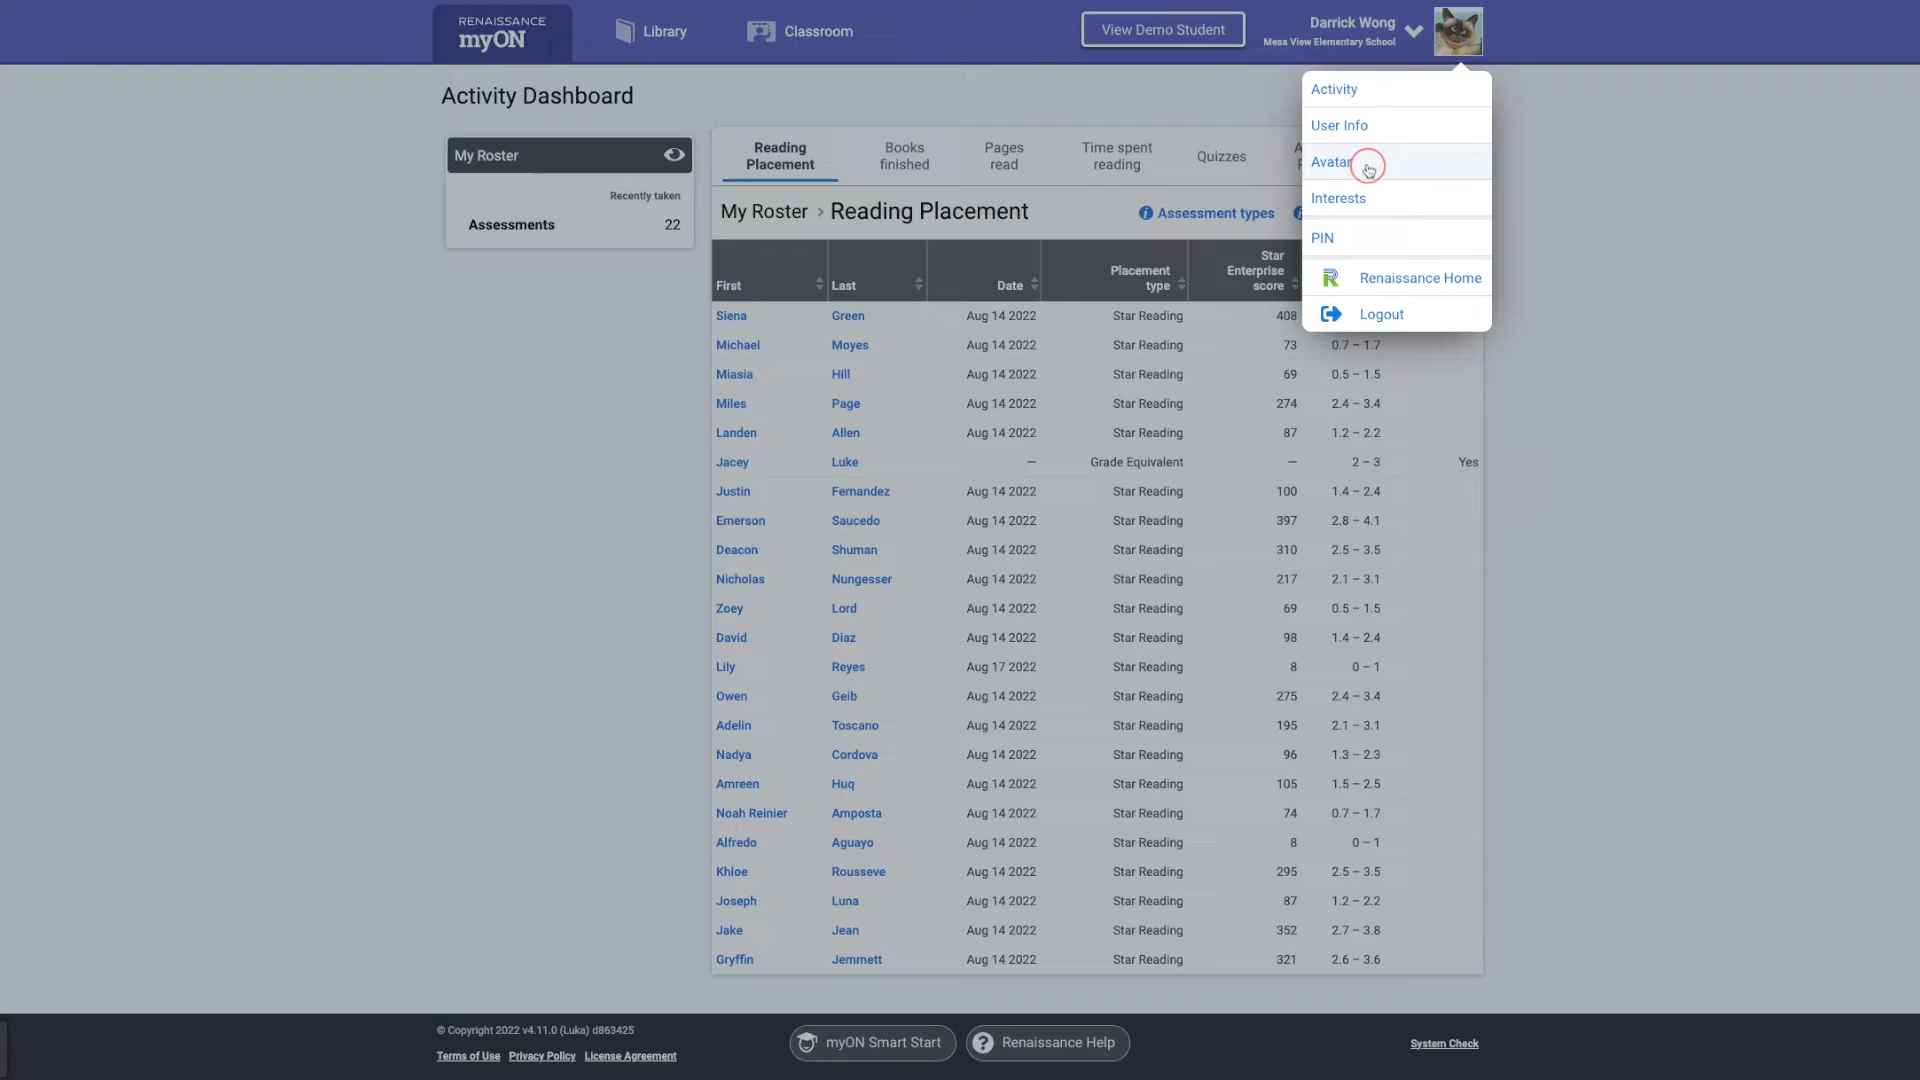 RENAISSANCE
myON
Library
Classroom
View Demo Student
Darrick Wong
Mesa View Elementary School
Activity
User Info
Avatar
Interests
PIN
Renaissance Home
Logout
Activity Dashboard
My Roster
Recently taken
Assessments 22
Reading Placement
Books finished
Pages read
Time spent reading
Quizzes
My Roster › Reading Placement
Assessment types
First Last Date Placement type Star Enterprise score
Siena Green Aug 14 2022 Star Reading 408
Michael Moyes Aug 14 2022 Star Reading 73 0.7 – 1.7
Miasia Hill Aug 14 2022 Star Reading 69 0.5 – 1.5
Miles Page Aug 14 2022 Star Reading 274 2.4 – 3.4
Landen Allen Aug 14 2022 Star Reading 87 1.2 – 2.2
Jacey Luke — Grade Equivalent — 2 – 3 Yes
Justin Fernandez Aug 14 2022 Star Reading 100 1.4 – 2.4
Emerson Saucedo Aug 14 2022 Star Reading 397 2.8 – 4.1
Deacon Shuman Aug 14 2022 Star Reading 310 2.5 – 3.5
Nicholas Nungesser Aug 14 2022 Star Reading 217 2.1 – 3.1
Zoey Lord Aug 14 2022 Star Reading 69 0.5 – 1.5
David Diaz Aug 14 2022 Star Reading 98 1.4 – 2.4
Lily Reyes Aug 17 2022 Star Reading 8 0 – 1
Owen Geib Aug 14 2022 Star Reading 275 2.4 – 3.4
Adelin Toscano Aug 14 2022 Star Reading 195 2.1 – 3.1
Nadya Cordova Aug 14 2022 Star Reading 96 1.3 – 2.3
Amreen Huq Aug 14 2022 Star Reading 105 1.5 – 2.5
Noah Reinier Amposta Aug 14 2022 Star Reading 74 0.7 – 1.7
Alfredo Aguayo Aug 14 2022 Star Reading 8 0 – 1
Khloe Rousseve Aug 14 2022 Star Reading 295 2.5 – 3.5
Joseph Luna Aug 14 2022 Star Reading 87 1.2 – 2.2
Jake Jean Aug 14 2022 Star Reading 352 2.7 – 3.8
Gryffin Jemmett Aug 14 2022 Star Reading 321 2.6 – 3.6
© Copyright 2022 v4.11.0 (Luka) d863425
Terms of Use Privacy Policy License Agreement
myON Smart Start
Renaissance Help
System Check